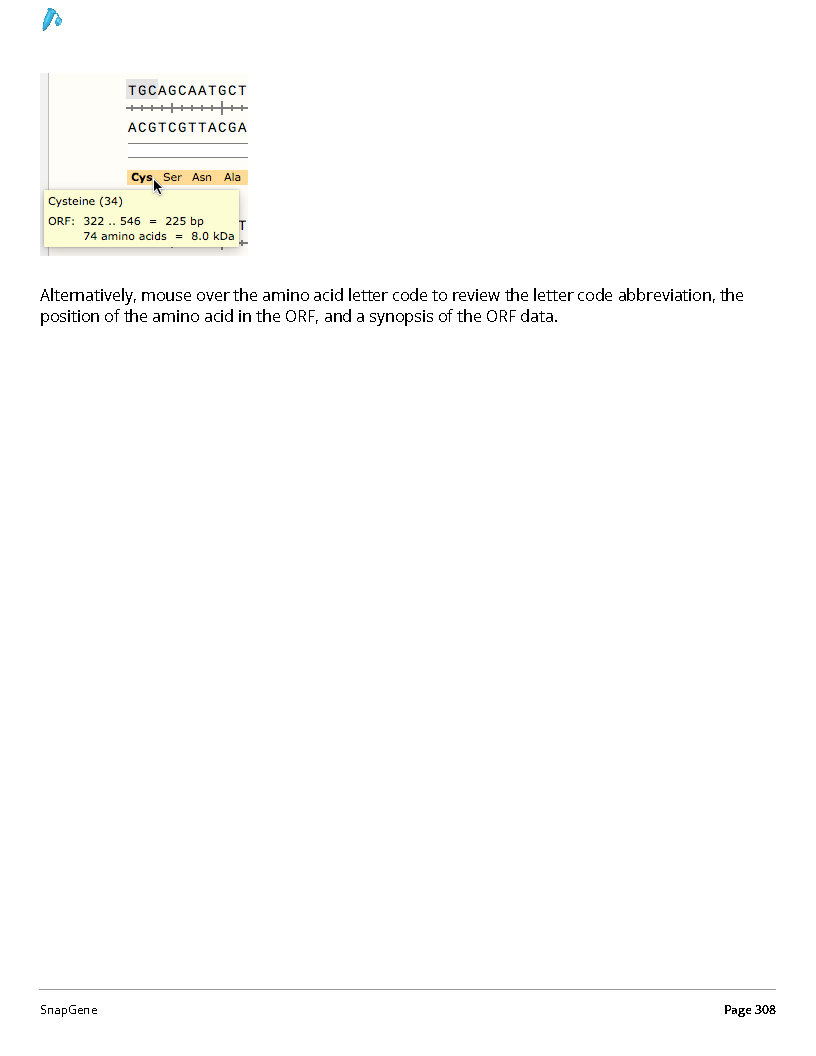 TGCAGCAATGCT
ACGTCGTTACGA
Cys Ser Asn Ala
Cysteine (34)
ORF: 322 .. 546 = 225 bp
T
74 amino acids = 8.0 kDa
Alternatively, mouse over the amino acid letter code to review the letter code abbreviation, the
position of the amino acid in the ORF, and a synopsis of the ORF data.
SnapGene
Page 308